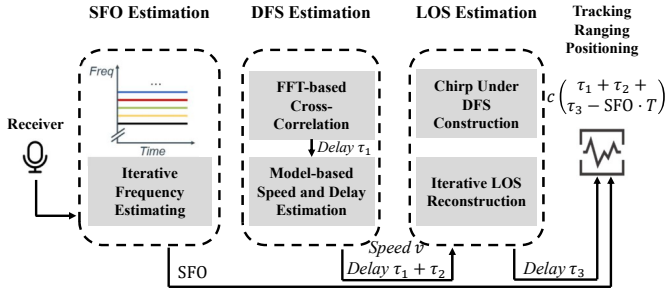 SFO Estimation
DFS Estimation
LOS Estimation
Tracking
Ranging
Positioning
Receiver
Freq
...
Time
Iterative
Frequency
Estimating
FFT-based
Cross-
Correlation
Delay τ₁
Model-based
Speed and Delay
Estimation
Chirp Under
DFS
Construction
Iterative LOS
Reconstruction
c ( τ₁ + τ₂ +
τ₃ − SFO · T )
SFO
Speed v
Delay τ₁ + τ₂
Delay τ₃